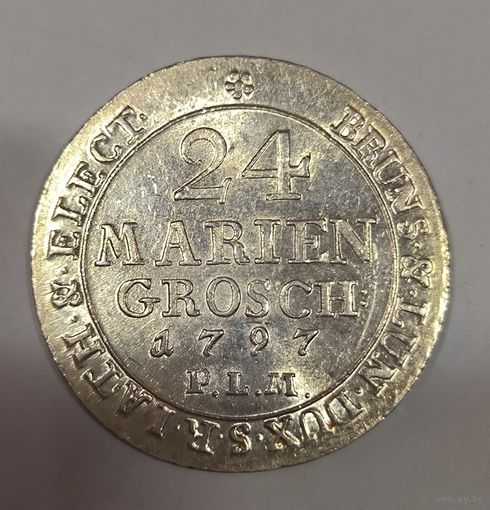 24
MARIEN
GROSCH:
1797
P.L.M.
BRUNS·&·LUN·DUX·S·R·I·A·TH·&·ELECT·
www.ay.by